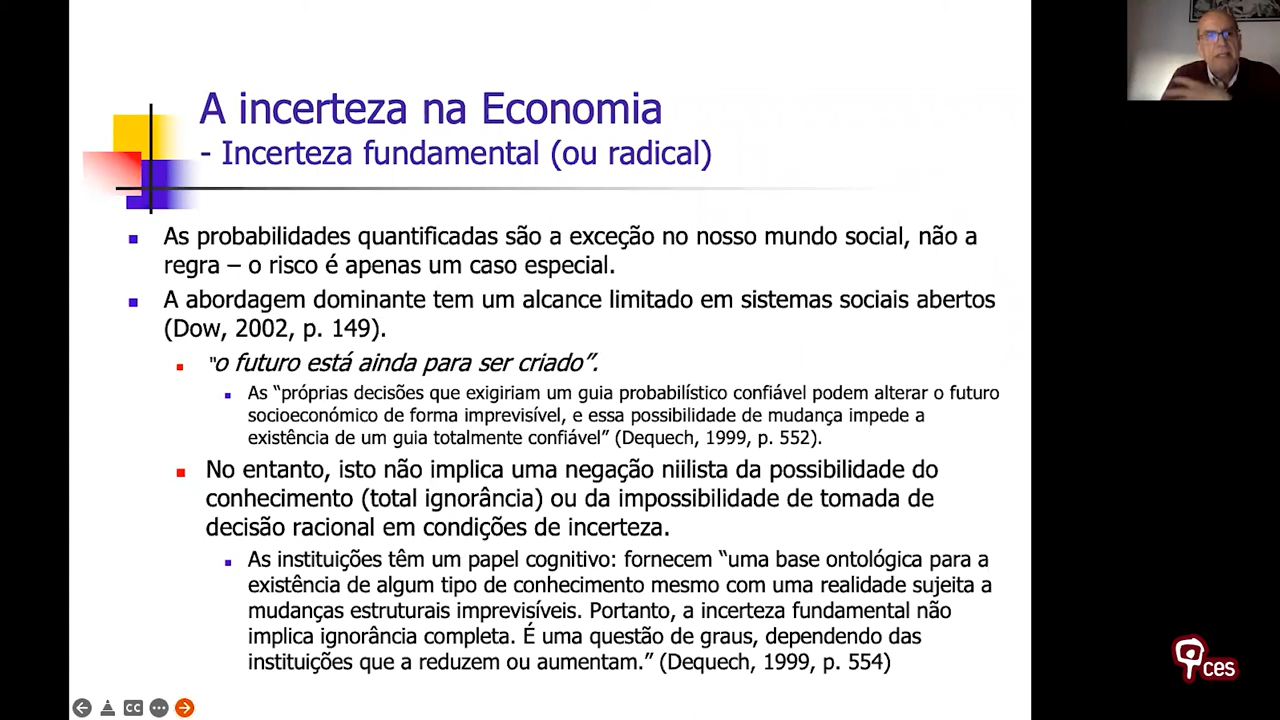 A incerteza na Economia
- Incerteza fundamental (ou radical)
As probabilidades quantificadas são a exceção no nosso mundo social, não a
regra – o risco é apenas um caso especial.
A abordagem dominante tem um alcance limitado em sistemas sociais abertos
(Dow, 2002, p. 149).
"o futuro está ainda para ser criado”.
As “próprias decisões que exigiriam um guia probabilístico confiável podem alterar o futuro
socioeconómico de forma imprevisível, e essa possibilidade de mudança impede a
existência de um guia totalmente confiável” (Dequech, 1999, p. 552).
No entanto, isto não implica uma negação niilista da possibilidade do
conhecimento (total ignorância) ou da impossibilidade de tomada de
decisão racional em condições de incerteza.
As instituições têm um papel cognitivo: fornecem “uma base ontológica para a
existência de algum tipo de conhecimento mesmo com uma realidade sujeita a
mudanças estruturais imprevisíveis. Portanto, a incerteza fundamental não
implica ignorância completa. É uma questão de graus, dependendo das
instituições que a reduzem ou aumentam.” (Dequech, 1999, p. 554)
CC
ces